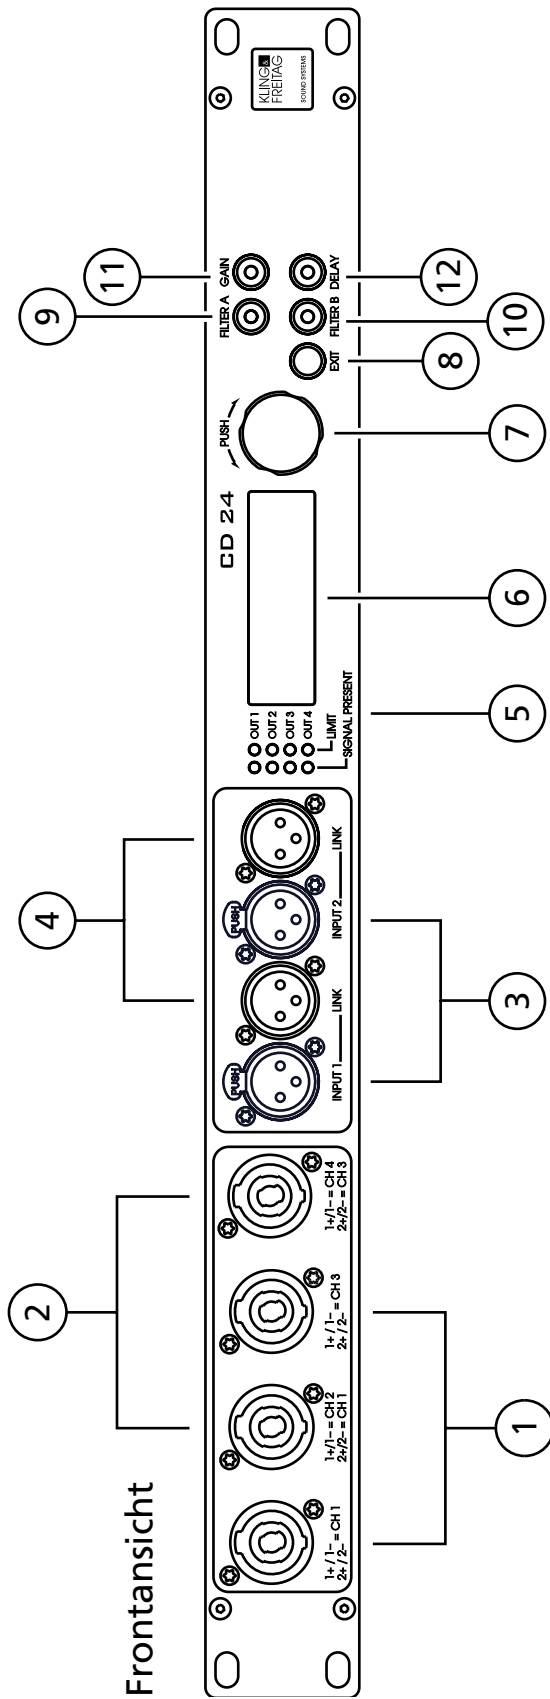 Frontansicht
2
4
9
11
1+/1– = CH 1
2+/2– = CH 1
1+/1– = CH 2
2+/2– = CH 1
1+/1– = CH 3
2+/2–
1+/1– = CH 4
2+/2– = CH 3
PUSH
INPUT 1
LINK
PUSH
INPUT 2
LINK
OUT 1
OUT 2
OUT 3
OUT 4
LIMIT
SIGNAL PRESENT
CD 24
PUSH
EXIT
FILTER A
GAIN
FILTER B
DELAY
KLING&
FREITAG
SOUND SYSTEMS
1
3
5
6
7
8
10
12